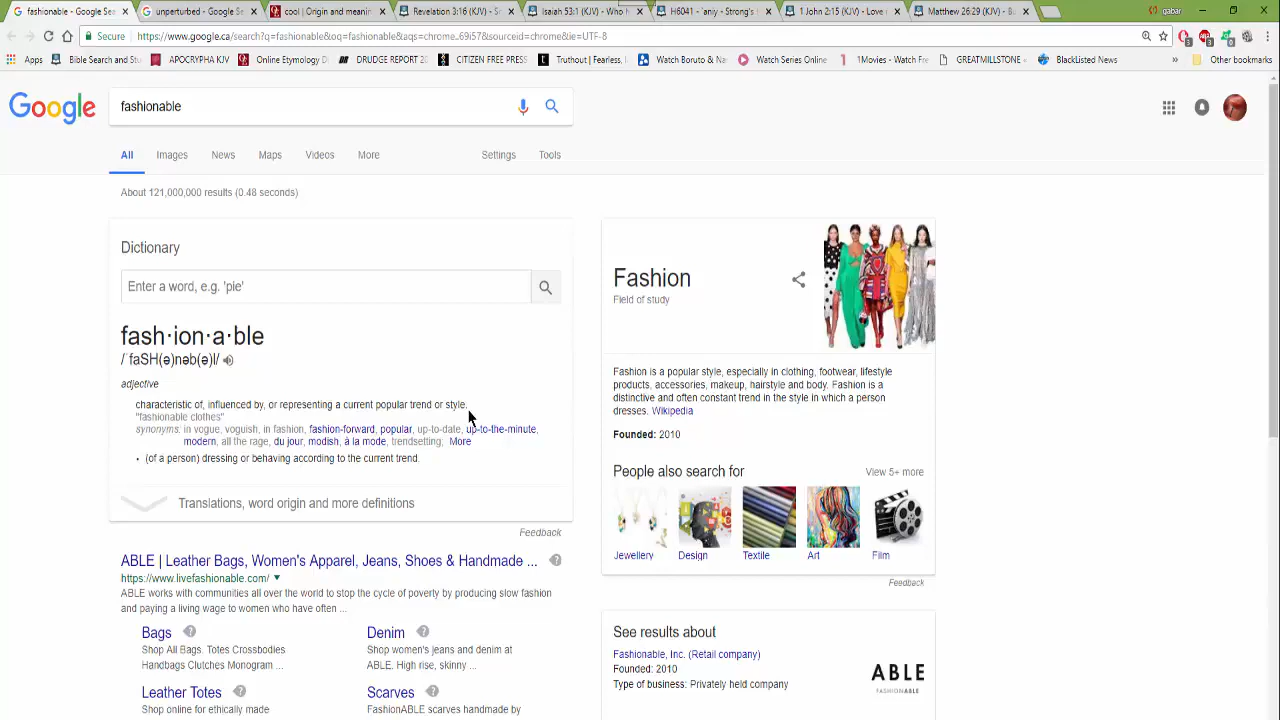 fashionable - Google Se
unperturbed - Google Se
cool | Origin and meanin
Revelation 3:16 (KJV) - S
Isaiah 53:1 (KJV) - Who
H6041 - 'aniy - Strong's
1 John 2:15 (KJV) - Love
Matthew 26:29 (KJV) - B
gabar
Secure
https://www.google.ca/search?q=fashionable&oq=fashionable&aqs=chrome..69i57&sourceid=chrome&ie=UTF-8
Apps
Bible Search and Stu
APOCRYPHA KJV
Online Etymology Di
DRUDGE REPORT 20
CITIZEN FREE PRESS
Truthout | Fearless, I
Watch Boruto & Na
Watch Series Online
1Movies - Watch Fre
GREATMILLSTONE -
BlackListed News
»
Other bookmarks
Google
fashionable
All
Images
News
Maps
Videos
More
Settings
Tools
About 121,000,000 results (0.48 seconds)
Dictionary
Enter a word, e.g. 'pie'
fash·ion·a·ble
/ˈfaSH(ə)nəb(ə)l/
adjective
characteristic of, influenced by, or representing a current popular trend or style.
"fashionable clothes"
synonyms: in vogue, voguish, in fashion, fashion-forward, popular, up-to-date, up-to-the-minute,
modern, all the rage, du jour, modish, à la mode, trendsetting; More
• (of a person) dressing or behaving according to the current trend.
Translations, word origin and more definitions
Feedback
ABLE | Leather Bags, Women's Apparel, Jeans, Shoes & Handmade ...
https://www.livefashionable.com/
ABLE works with communities all over the world to stop the cycle of poverty by producing slow fashion
and paying a living wage to women who have often ...
Bags
Shop All Bags. Totes Crossbodies
Handbags Clutches Monogram ...
Denim
Shop women's jeans and denim at
ABLE. High rise, skinny ...
Leather Totes
Shop online for ethically made
Scarves
FashionABLE scarves handmade by
Fashion
Field of study
Fashion is a popular style, especially in clothing, footwear, lifestyle
products, accessories, makeup, hairstyle and body. Fashion is a
distinctive and often constant trend in the style in which a person
dresses. Wikipedia
Founded: 2010
People also search for
View 5+ more
Jewellery
Design
Textile
Art
Film
Feedback
See results about
Fashionable, Inc. (Retail company)
Founded: 2010
Type of business: Privately held company
ABLE
FASHIONABLE